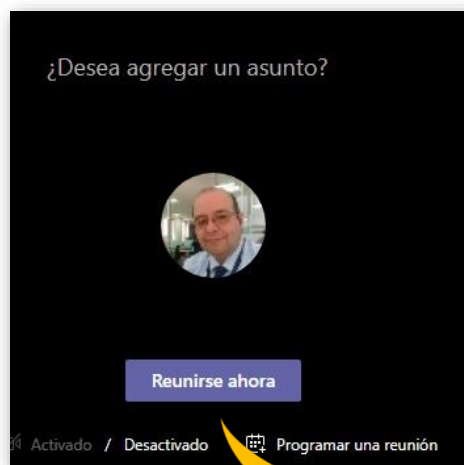 ¿Desea agregar un asunto?
Reunirse ahora
Activado / Desactivado Programar una reunión